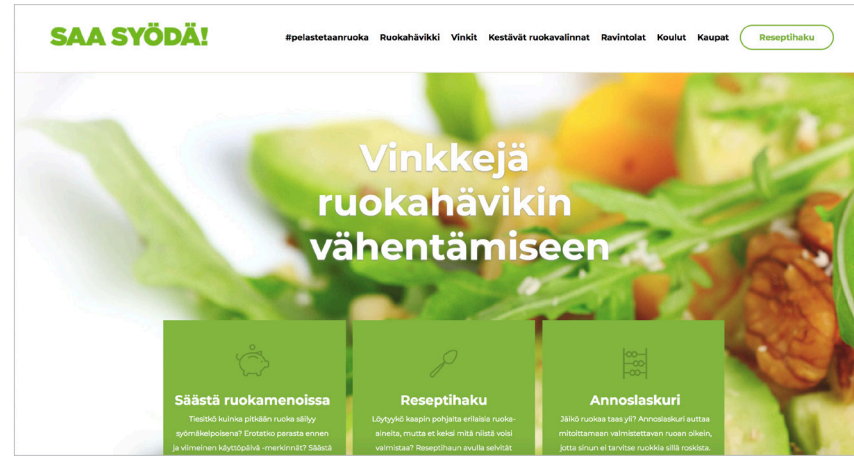 SAA SYÖDÄ!
#pelastetaanruoka Ruokahävikki Vinkit Kestävät ruokavalinnat Ravintolat Koulut Kaupat Reseptihaku
Vinkkejä
ruokahävikin
vähentämiseen
Säästä ruokamenoissa
Tiesitkö kuinka pitkään ruoka säilyy
syömäkelpoisena? Erotatko parasta ennen
ja viimeinen käyttöpäivä -merkinnät? Säästä
Reseptihaku
Löytyykö kaapin pohjalta erilaisia ruoka-
aineita, mutta et keksi mitä niistä voisi
valmistaa? Reseptihaun avulla selvität
Annoslaskuri
Jäikö ruokaa taas yli? Annoslaskuri auttaa
mitoittamaan valmistettavan ruoan oikein,
jotta sinun ei tarvitse ruokkia sillä roskista.